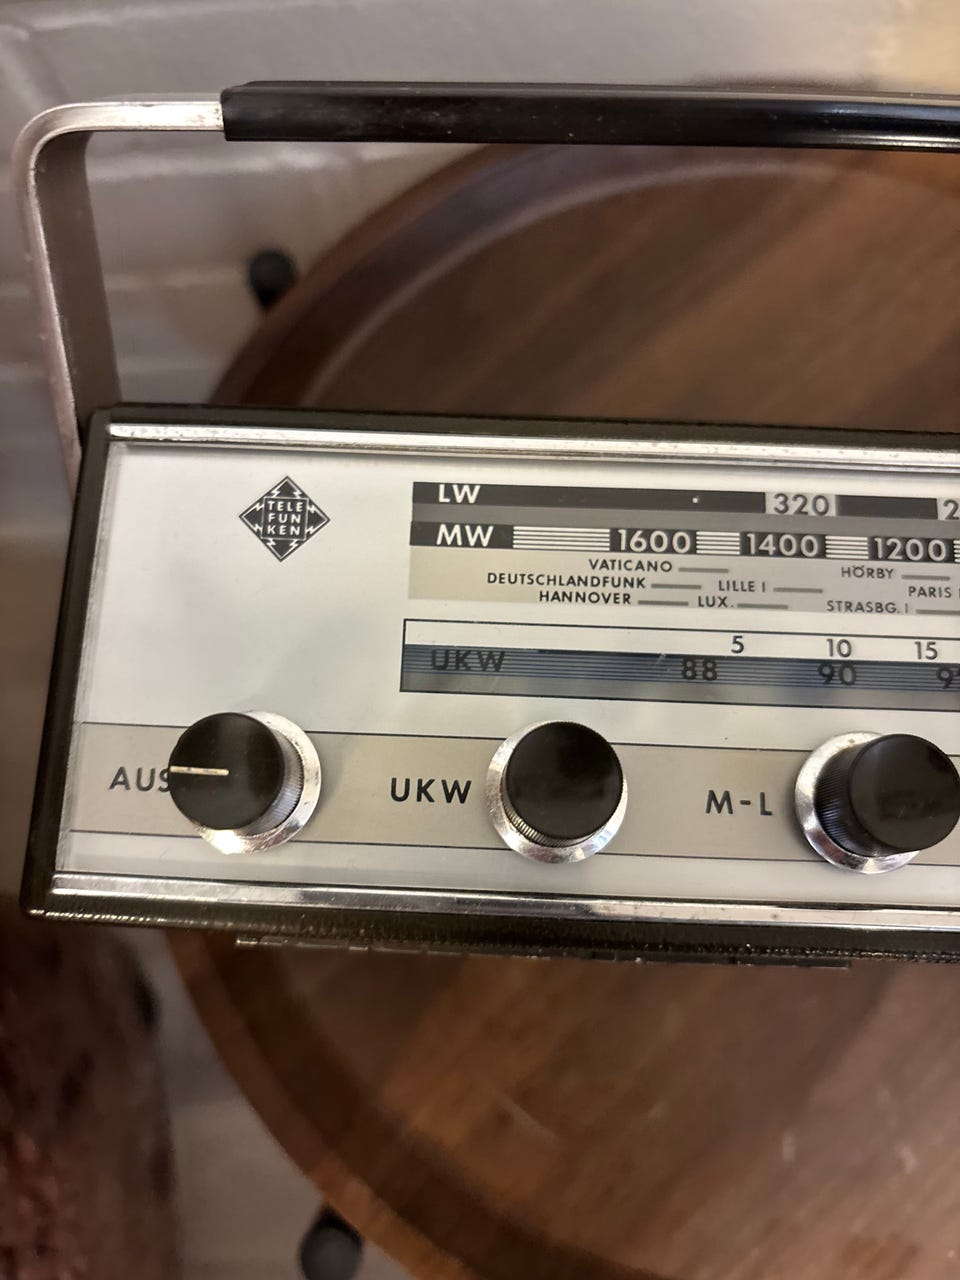 TELE
FUN
KEN
LW 320
MW 1600 1400 1200
VATICANO HÖRBY
DEUTSCHLANDFUNK LILLE I PARIS
HANNOVER LUX. STRASBG. I
5 10 15
UKW 88 90
AUS UKW M-L